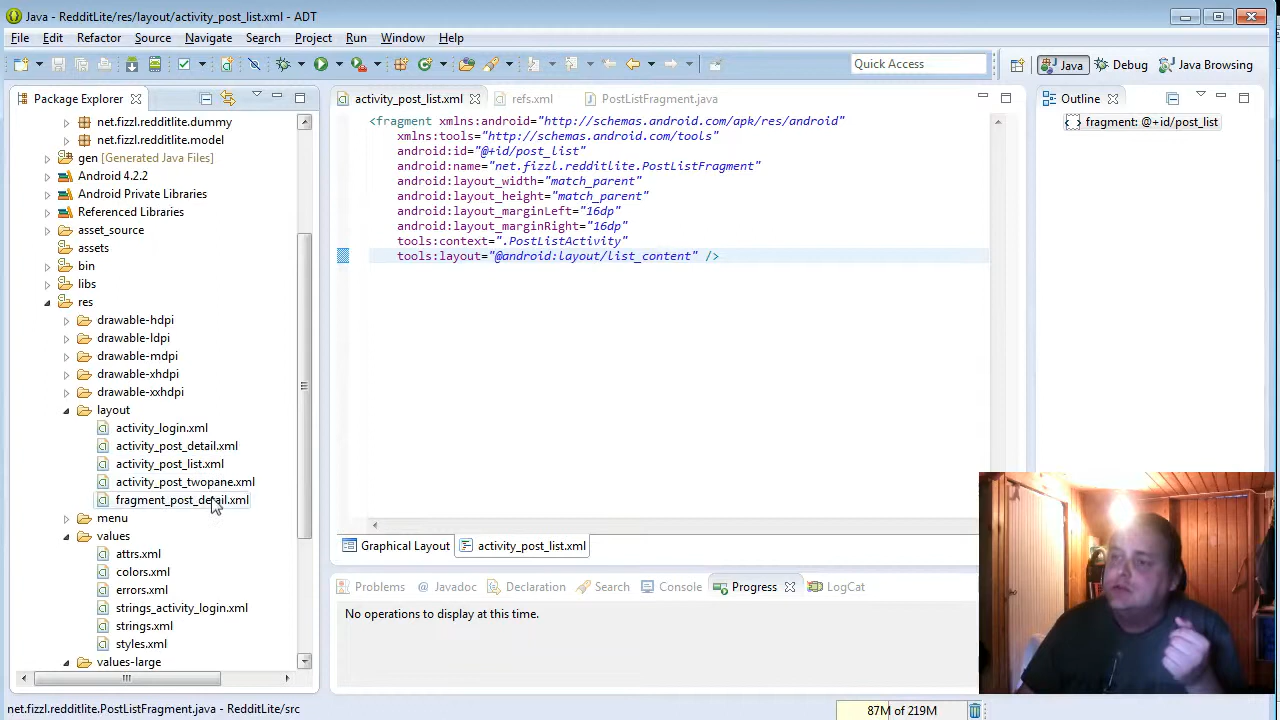 Java - RedditLite/res/layout/activity_post_list.xml - ADT
File Edit Refactor Source Navigate Search Project Run Window Help
Quick Access
Java
Debug
Java Browsing
Package Explorer
net.fizzl.redditlite.dummy
net.fizzl.redditlite.model
gen [Generated Java Files]
Android 4.2.2
Android Private Libraries
Referenced Libraries
asset_source
assets
bin
libs
res
drawable-hdpi
drawable-ldpi
drawable-mdpi
drawable-xhdpi
drawable-xxhdpi
layout
activity_login.xml
activity_post_detail.xml
activity_post_list.xml
activity_post_twopane.xml
fragment_post_detail.xml
menu
values
attrs.xml
colors.xml
errors.xml
strings_activity_login.xml
strings.xml
styles.xml
values-large
activity_post_list.xml refs.xml PostListFragment.java
<fragment xmlns:android="http://schemas.android.com/apk/res/android"
xmlns:tools="http://schemas.android.com/tools"
android:id="@+id/post_list"
android:name="net.fizzl.redditlite.PostListFragment"
android:layout_width="match_parent"
android:layout_height="match_parent"
android:layout_marginLeft="16dp"
android:layout_marginRight="16dp"
tools:context=".PostListActivity"
tools:layout="@android:layout/list_content" />
Graphical Layout activity_post_list.xml
Outline
fragment: @+id/post_list
Problems @ Javadoc Declaration Search Console Progress LogCat
No operations to display at this time.
net.fizzl.redditlite.PostListFragment.java - RedditLite/src
87M of 219M